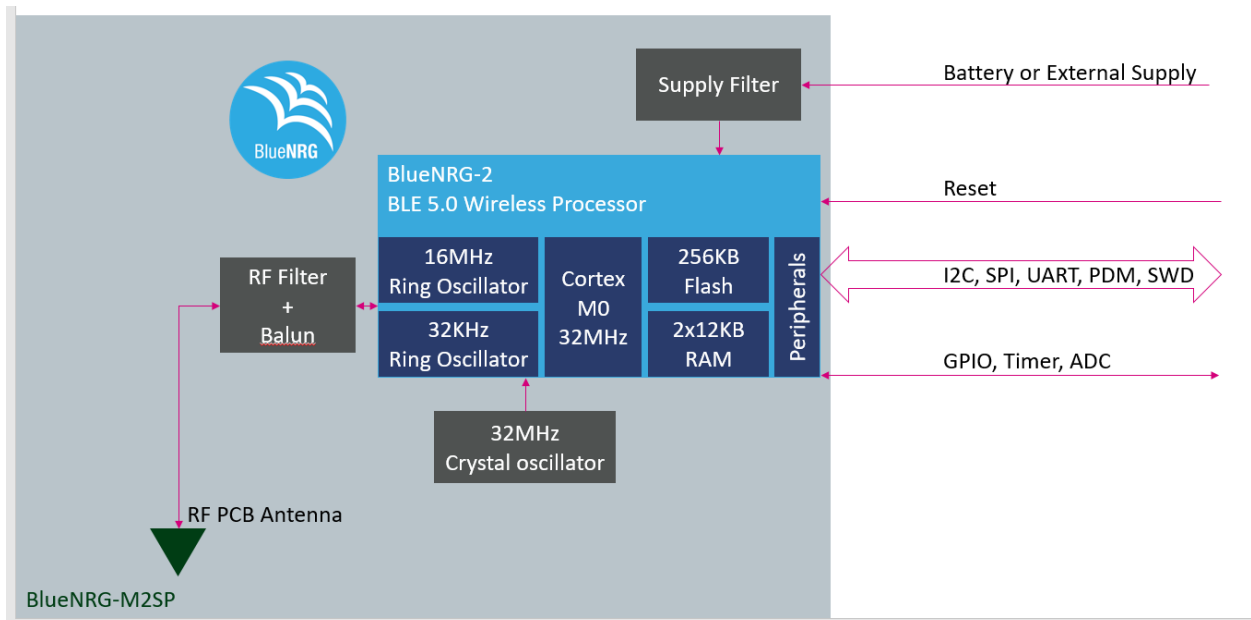 Battery or External Supply
Supply Filter
BlueNRG
BlueNRG-2
BLE 5.0 Wireless Processor
Reset
16MHz
Ring Oscillator
Cortex
M0
32MHz
256KB
Flash
Peripherals
I2C, SPI, UART, PDM, SWD
RF Filter
+
Balun
32KHz
Ring Oscillator
2x12KB
RAM
GPIO, Timer, ADC
32MHz
Crystal oscillator
RF PCB Antenna
BlueNRG-M2SP